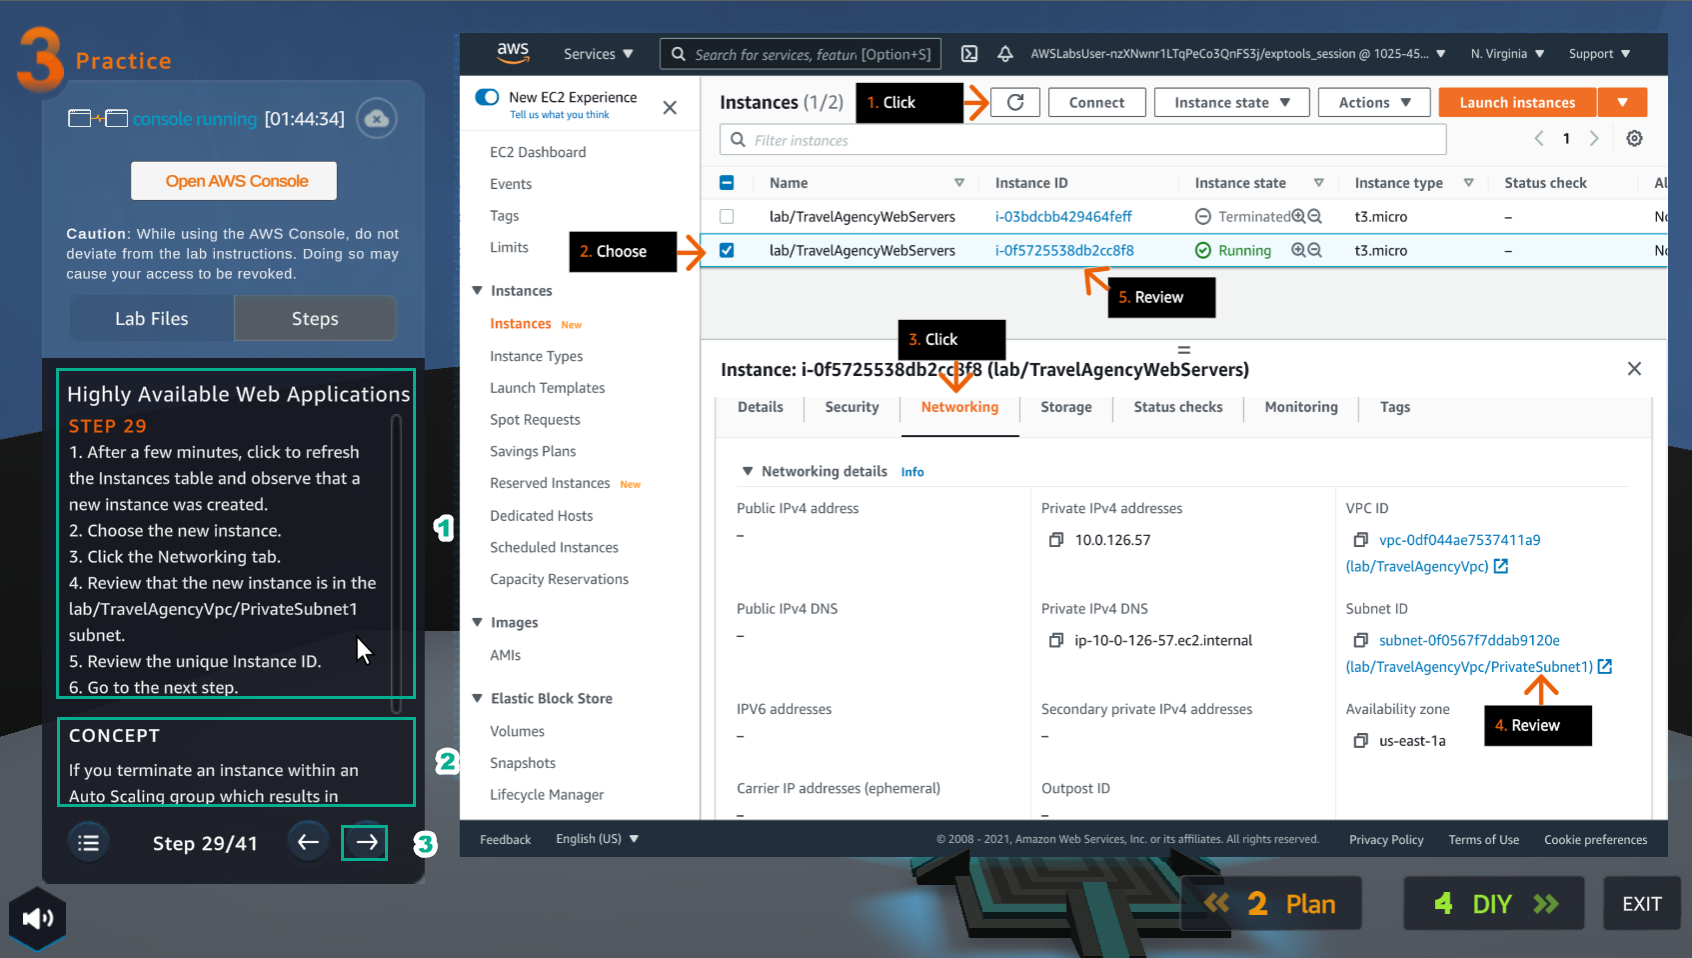 3 Practice
console running [01:44:34]
Open AWS Console
Caution: While using the AWS Console, do not
deviate from the lab instructions. Doing so may
cause your access to be revoked.
Lab Files
Steps
Highly Available Web Applications
STEP 29
1. After a few minutes, click to refresh
the Instances table and observe that a
new instance was created.
2. Choose the new instance.
3. Click the Networking tab.
4. Review that the new instance is in the
lab/TravelAgencyVpc/PrivateSubnet1
subnet.
5. Review the unique Instance ID.
6. Go to the next step.
1
CONCEPT
If you terminate an instance within an
Auto Scaling group which results in
2
Step 29/41
3
aws
Services
Search for services, featur [Option+S]
AWSLabsUser-nzXNwnr1LTqPeCo3QnFS3j/exptools_session @ 1025-45...
N. Virginia
Support
New EC2 Experience
Tell us what you think
EC2 Dashboard
Events
Tags
Limits
Instances
Instances New
Instance Types
Launch Templates
Spot Requests
Savings Plans
Reserved Instances New
Dedicated Hosts
Scheduled Instances
Capacity Reservations
Images
AMIs
Elastic Block Store
Volumes
Snapshots
Lifecycle Manager
Instances (1/2)
1. Click
Connect
Instance state
Actions
Launch instances
Filter instances
1
Name
Instance ID
Instance state
Instance type
Status check
Al
lab/TravelAgencyWebServers i-03bdcbb429464feff Terminated t3.micro – No
2. Choose
lab/TravelAgencyWebServers i-0f5725538db2cc8f8 Running t3.micro – No
5. Review
3. Click
Instance: i-0f5725538db2cc8f8 (lab/TravelAgencyWebServers)
Details
Security
Networking
Storage
Status checks
Monitoring
Tags
Networking details Info
Public IPv4 address
–
Private IPv4 addresses
10.0.126.57
VPC ID
vpc-0df044ae7537411a9
(lab/TravelAgencyVpc)
Public IPv4 DNS
–
Private IPv4 DNS
ip-10-0-126-57.ec2.internal
Subnet ID
subnet-0f0567f7ddab9120e
(lab/TravelAgencyVpc/PrivateSubnet1)
IPV6 addresses
–
Secondary private IPv4 addresses
–
Availability zone
us-east-1a
4. Review
Carrier IP addresses (ephemeral)
–
Outpost ID
–
Feedback
English (US)
© 2008 - 2021, Amazon Web Services, Inc. or its affiliates. All rights reserved.
Privacy Policy
Terms of Use
Cookie preferences
2 Plan
4 DIY
EXIT